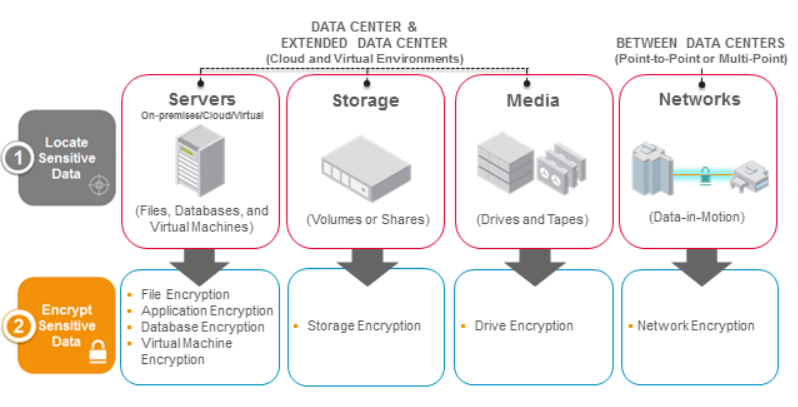 DATA CENTER &
EXTENDED DATA CENTER
(Cloud and Virtual Environments)
BETWEEN DATA CENTERS
(Point-to-Point or Multi-Point)
1
Locate
Sensitive
Data
Servers
On-premises/Cloud/Virtual
(Files, Databases, and
Virtual Machines)
Storage
(Volumes or Shares)
Media
(Drives and Tapes)
Networks
(Data-in-Motion)
2
Encrypt
Sensitive
Data
File Encryption
Application Encryption
Database Encryption
Virtual Machine
Encryption
Storage Encryption
Drive Encryption
Network Encryption